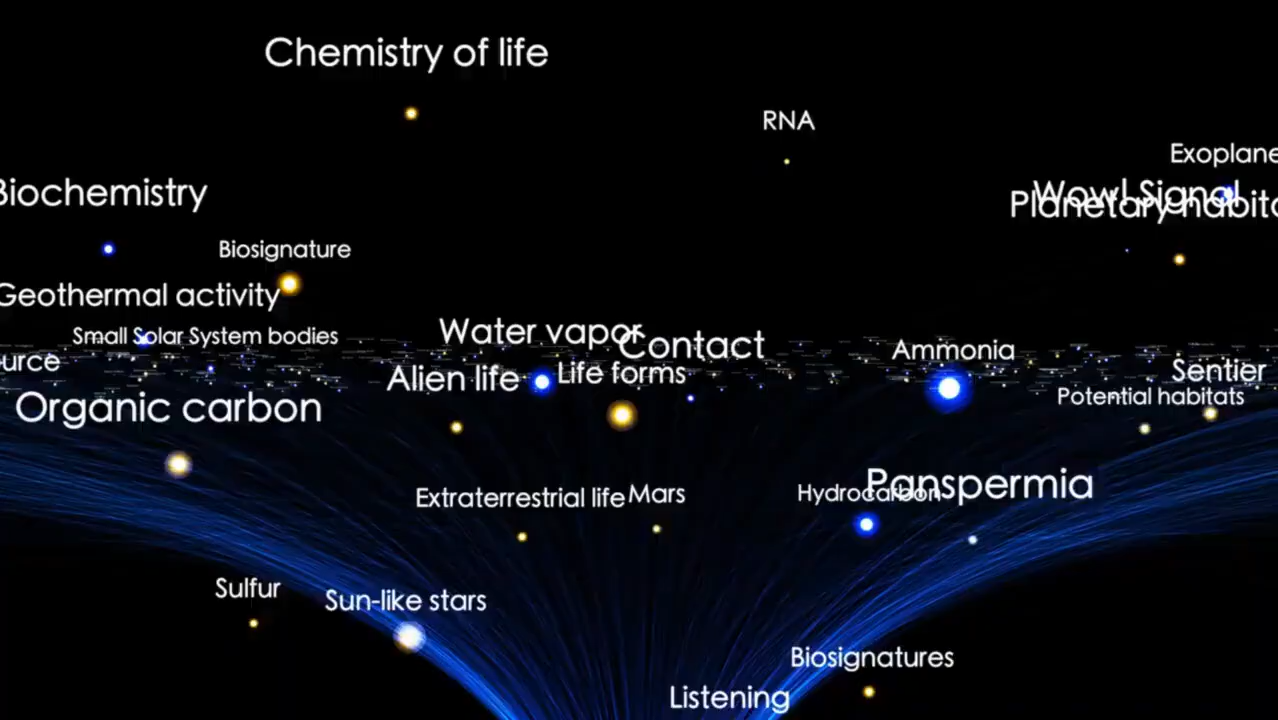 Chemistry of life
RNA
Exoplane
Biochemistry
Wow! Signal
Planetary habita
Biosignature
Geothermal activity
Small Solar System bodies
Water vapor
Contact
Ammonia
urce
Alien life
Life forms
Sentier
Potential habitats
Organic carbon
Panspermia
Hydrocarbon
Extraterrestrial life
Mars
Sulfur
Sun-like stars
Biosignatures
Listening